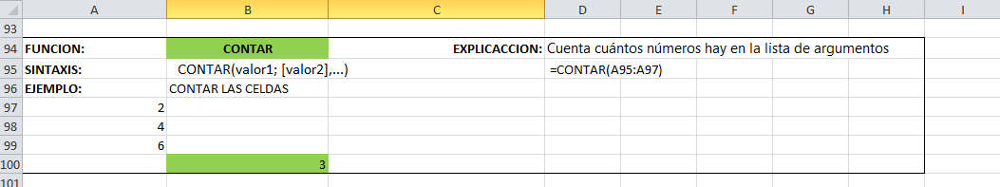 A B C D E F G H I
93
94 FUNCION: CONTAR EXPLICACCION: Cuenta cuántos números hay en la lista de argumentos
95 SINTAXIS: CONTAR(valor1; [valor2],...) =CONTAR(A95:A97)
96 EJEMPLO: CONTAR LAS CELDAS
97 2
98 4
99 6
100 3
101